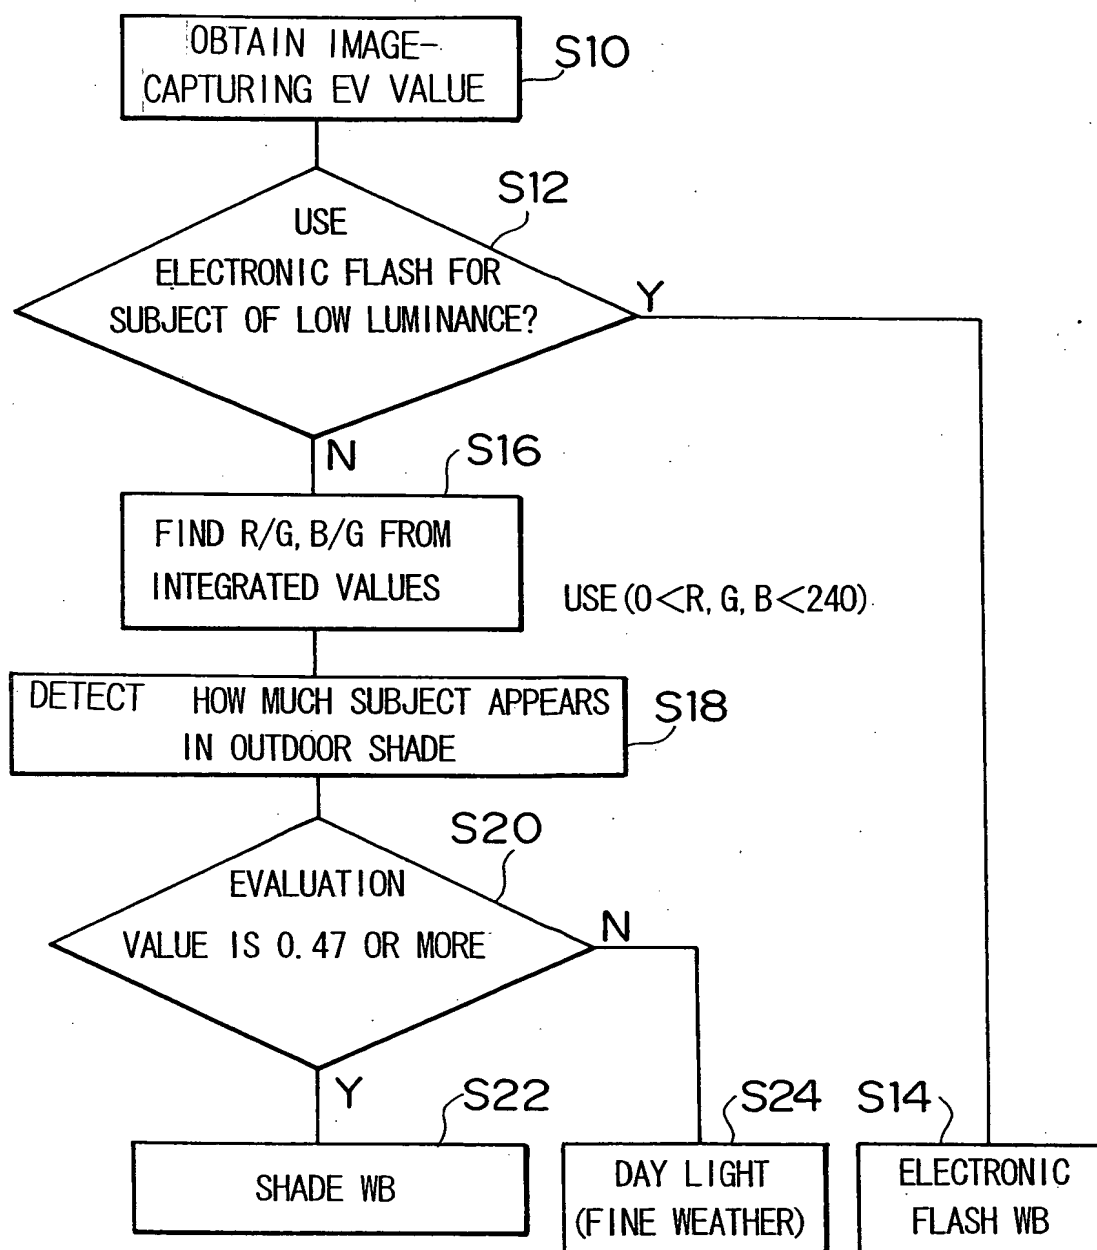 OBTAIN IMAGE-
CAPTURING EV VALUE
S10
S12
USE
ELECTRONIC FLASH FOR
SUBJECT OF LOW LUMINANCE?
Y
N
S16
FIND R/G, B/G FROM
INTEGRATED VALUES
USE (0<R, G, B<240)
DETECT HOW MUCH SUBJECT APPEARS
IN OUTDOOR SHADE
S18
S20
EVALUATION
VALUE IS 0.47 OR MORE
N
Y
S22
SHADE WB
S24
DAY LIGHT
(FINE WEATHER)
S14
ELECTRONIC
FLASH WB